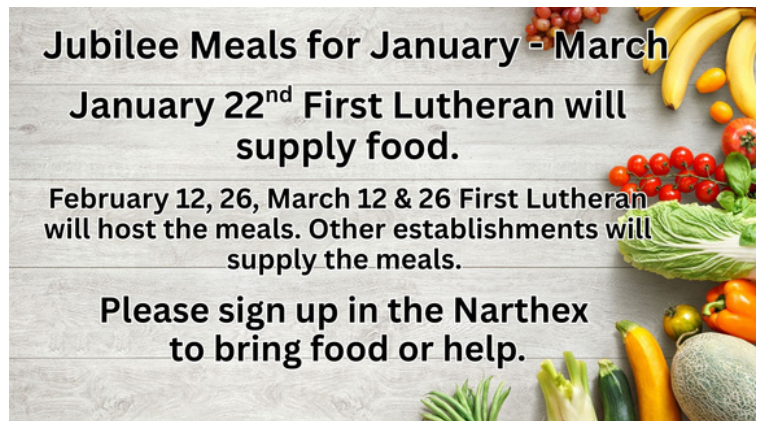 Jubilee Meals for January - March
January 22nd First Lutheran will
supply food.
February 12, 26, March 12 & 26 First Lutheran
will host the meals. Other establishments will
supply the meals.
Please sign up in the Narthex
to bring food or help.